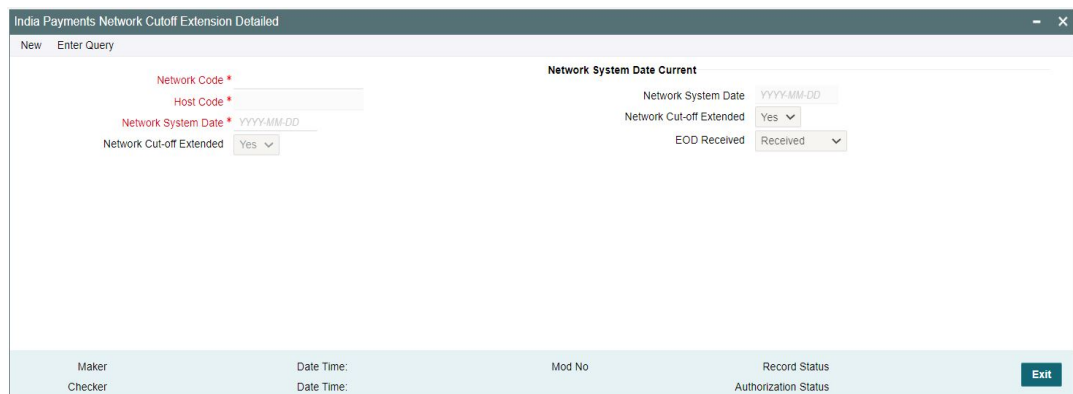 India Payments Network Cutoff Extension Detailed
New Enter Query
Network Code *
Host Code *
Network System Date * YYYY-MM-DD
Network Cut-off Extended Yes
Network System Date Current
Network System Date YYYY-MM-DD
Network Cut-off Extended Yes
EOD Received Received
Maker Date Time: Mod No Record Status
Checker Date Time: Authorization Status
Exit